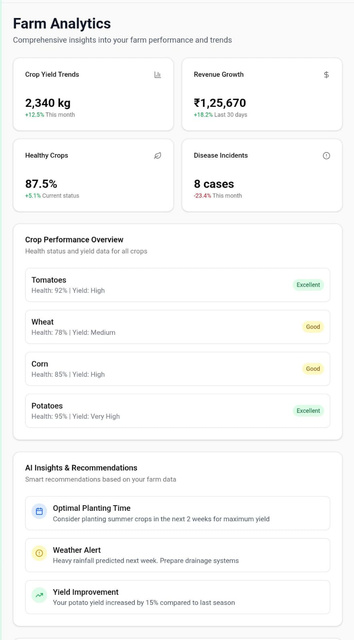 Farm Analytics
Comprehensive insights into your farm performance and trends
Crop Yield Trends
2,340 kg
+12.5% This month
Revenue Growth
₹1,25,670
+18.2% Last 30 days
Healthy Crops
87.5%
+5.1% Current status
Disease Incidents
8 cases
-23.4% This month
Crop Performance Overview
Health status and yield data for all crops
Tomatoes
Health: 92% | Yield: High
Excellent
Wheat
Health: 78% | Yield: Medium
Good
Corn
Health: 85% | Yield: High
Good
Potatoes
Health: 95% | Yield: Very High
Excellent
AI Insights & Recommendations
Smart recommendations based on your farm data
Optimal Planting Time
Consider planting summer crops in the next 2 weeks for maximum yield
Weather Alert
Heavy rainfall predicted next week. Prepare drainage systems
Yield Improvement
Your potato yield increased by 15% compared to last season